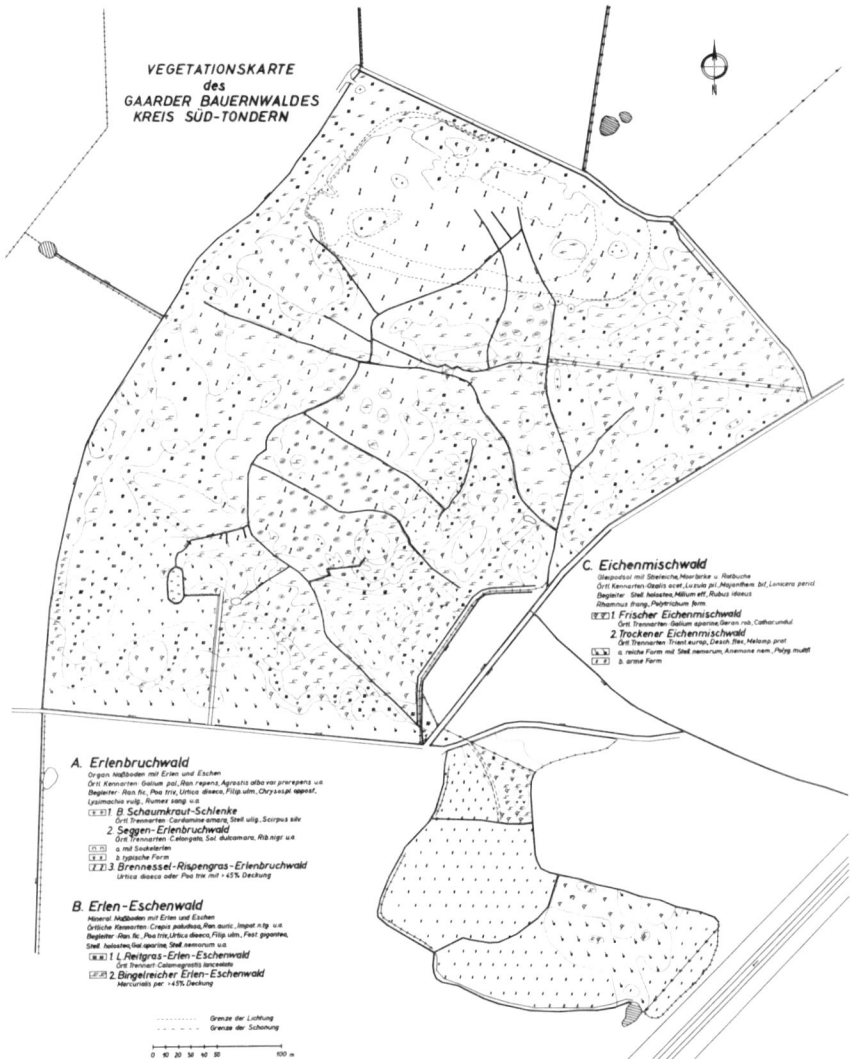 VEGETATIONSKARTE
des
GAARDER BAUERNWALDES
KREIS SÜD-TONDERN
N
C. Eichenmischwald
Gleipodsol mit Stieleiche, Moorbirke u. Rotbuche
Örtl. Kennarten: Oxalis acet., Luzula pil., Majanthem. bif., Lonicera pericl.
Begleiter: Stell. holostea, Milium eff., Rubus idaeus
Rhamnus frang., Polytrichum form.
1. Frischer Eichenmischwald
Örtl. Trennarten: Galium aparine, Geran. rob., Cathar. undul.
2. Trockener Eichenmischwald
Örtl. Trennarten: Trient. europ., Desch. flex., Melamp. prat.
a. reiche Form mit Stell. nemorum, Anemone nem., Polyg. multifl.
b. arme Form
A. Erlenbruchwald
Organ. Naßboden mit Erlen und Eschen
Örtl. Kennarten: Galium pal., Ran. repens, Agrostis alba var. prorepens u.a.
Begleiter: Ran. fic., Poa triv., Urtica dioeca, Filip. ulm., Chrysospl. opposit.,
Lysimachia vulg., Rumex sang. u.a.
1. B. Schaumkraut-Schlenke
Örtl. Trennarten: Cardamine amara, Stell. ulig., Scirpus silv.
2. Seggen-Erlenbruchwald
Örtl. Trennarten: C. elongata, Sol. dulcamara, Rib. nigr. u.a.
a. mit Sockelerlen
b. typische Form
3. Brennessel-Rispengras-Erlenbruchwald
Urtica dioeca oder Poa triv. mit > 45% Deckung
B. Erlen-Eschenwald
Mineral. Naßboden mit Erlen und Eschen
Örtliche Kennarten: Crepis paludosa, Ran. auric., Impat. n.tg. u.a.
Begleiter: Ran. fic., Poa triv., Urtica dioeca, Filip. ulm., Fest. gigantea,
Stell. holostea, Gal. aparine, Stell. nemorum u.a.
1. L. Reitgras-Erlen-Eschenwald
Örtl. Trennart: Calamagrostis lanceolata
2. Bingelreicher Erlen-Eschenwald
Mercurialis per. > 45% Deckung
Grenze der Lichtung
Grenze der Schonung
0 10 20 30 40 50 100 m